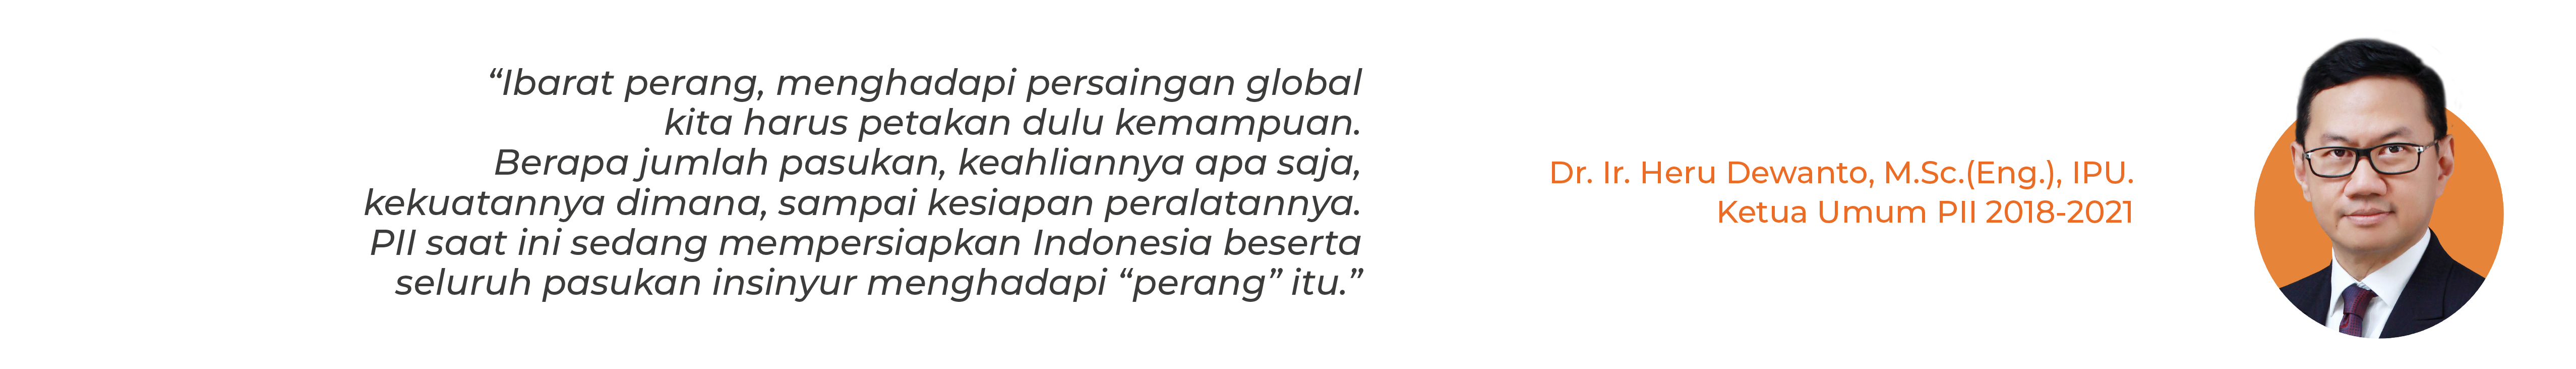 “Ibarat perang, menghadapi persaingan global
kita harus petakan dulu kemampuan.
Berapa jumlah pasukan, keahliannya apa saja,
kekuatannya dimana, sampai kesiapan peralatannya.
PII saat ini sedang mempersiapkan Indonesia beserta
seluruh pasukan insinyur menghadapi “perang” itu.”
Dr. Ir. Heru Dewanto, M.Sc.(Eng.), IPU.
Ketua Umum PII 2018-2021